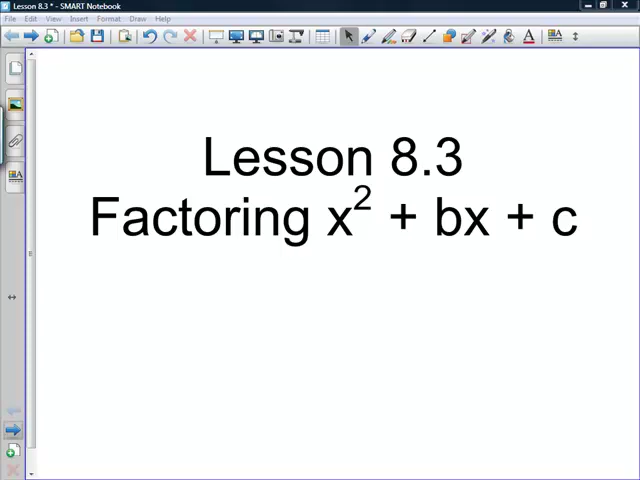 Lesson 8.3 * - SMART Notebook
File Edit View Insert Format Draw Help
Lesson 8.3
Factoring x² + bx + c